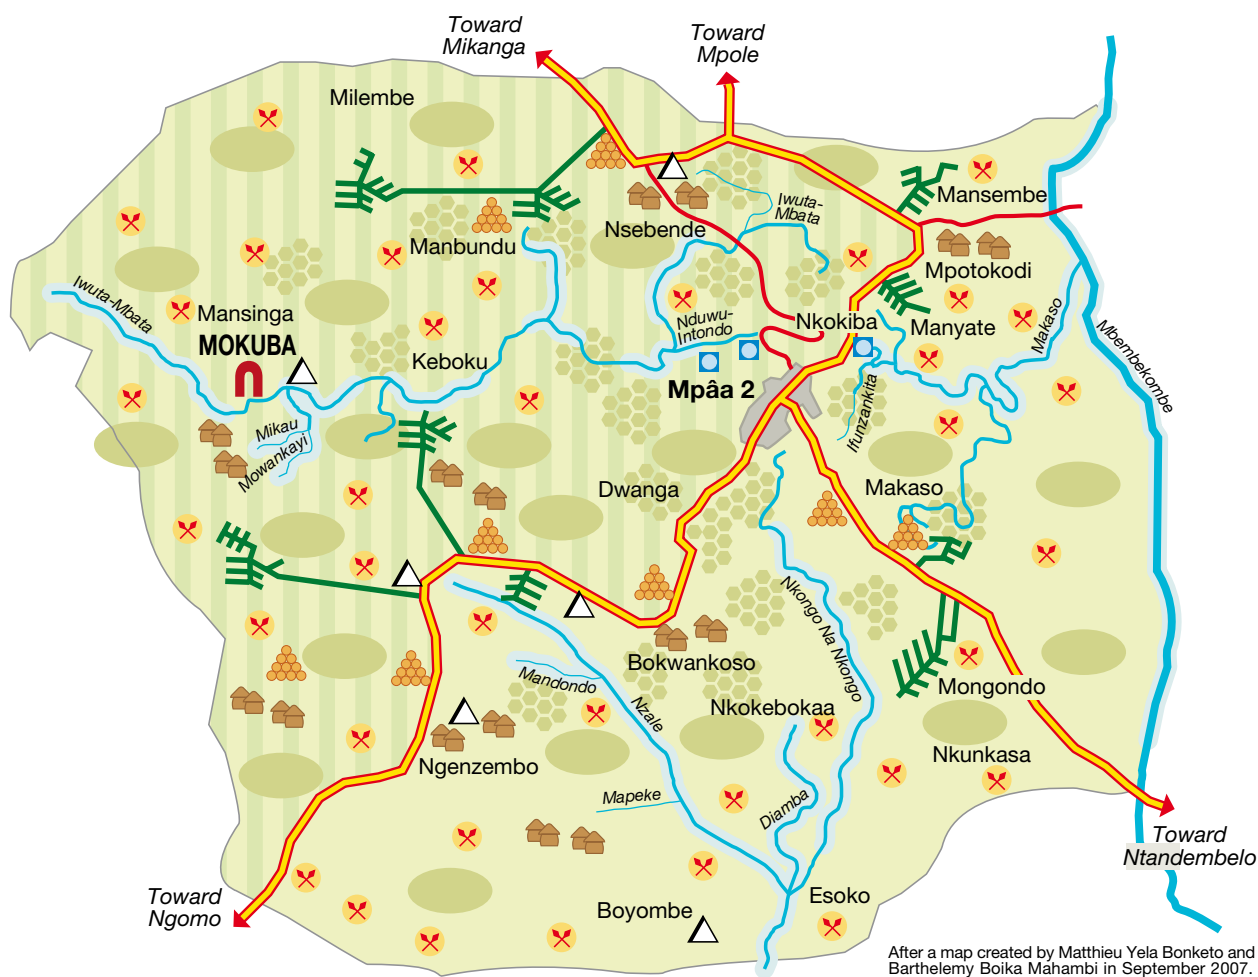 Toward
Mikanga
Toward
Mpole
Milembe
Mansembe
Iwuta-
Mbata
Nsebende
Manbundu
Mpotokodi
Iwuta-Mbata
Mansinga
MOKUBA
Keboku
Nduwu-
Intondo
Nkokiba
Manyate
Makaso
Mbembekombe
Mpâa 2
Ifunzankita
Mikau
Mowankayi
Dwanga
Makaso
Nkongo Na Nkongo
Bokwankoso
Mandondo
Nzale
Mongondo
Nkokebokaa
Nkunkasa
Ngenzembo
Mapeke
Diamba
Toward
Ntandembelo
Toward
Ngomo
Boyombe
Esoko
After a map created by Matthieu Yela Bonketo and
Barthelemy Boika Mahambi in September 2007.